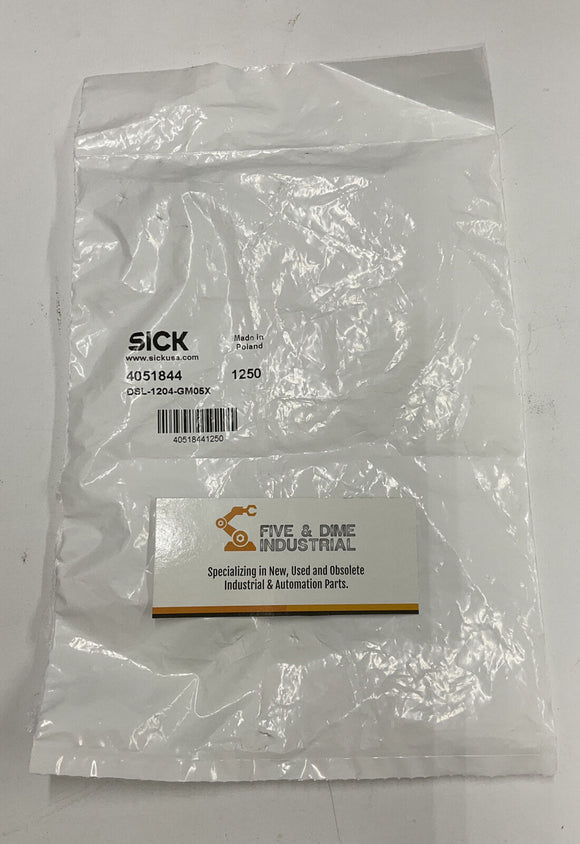 SICK
Made in
Poland
www.sickusa.com
4051844 1250
DSL-1204-GM05X
40518441250
FIVE & DIME
INDUSTRIAL
Specializing in New, Used and Obsolete
Industrial & Automation Parts.